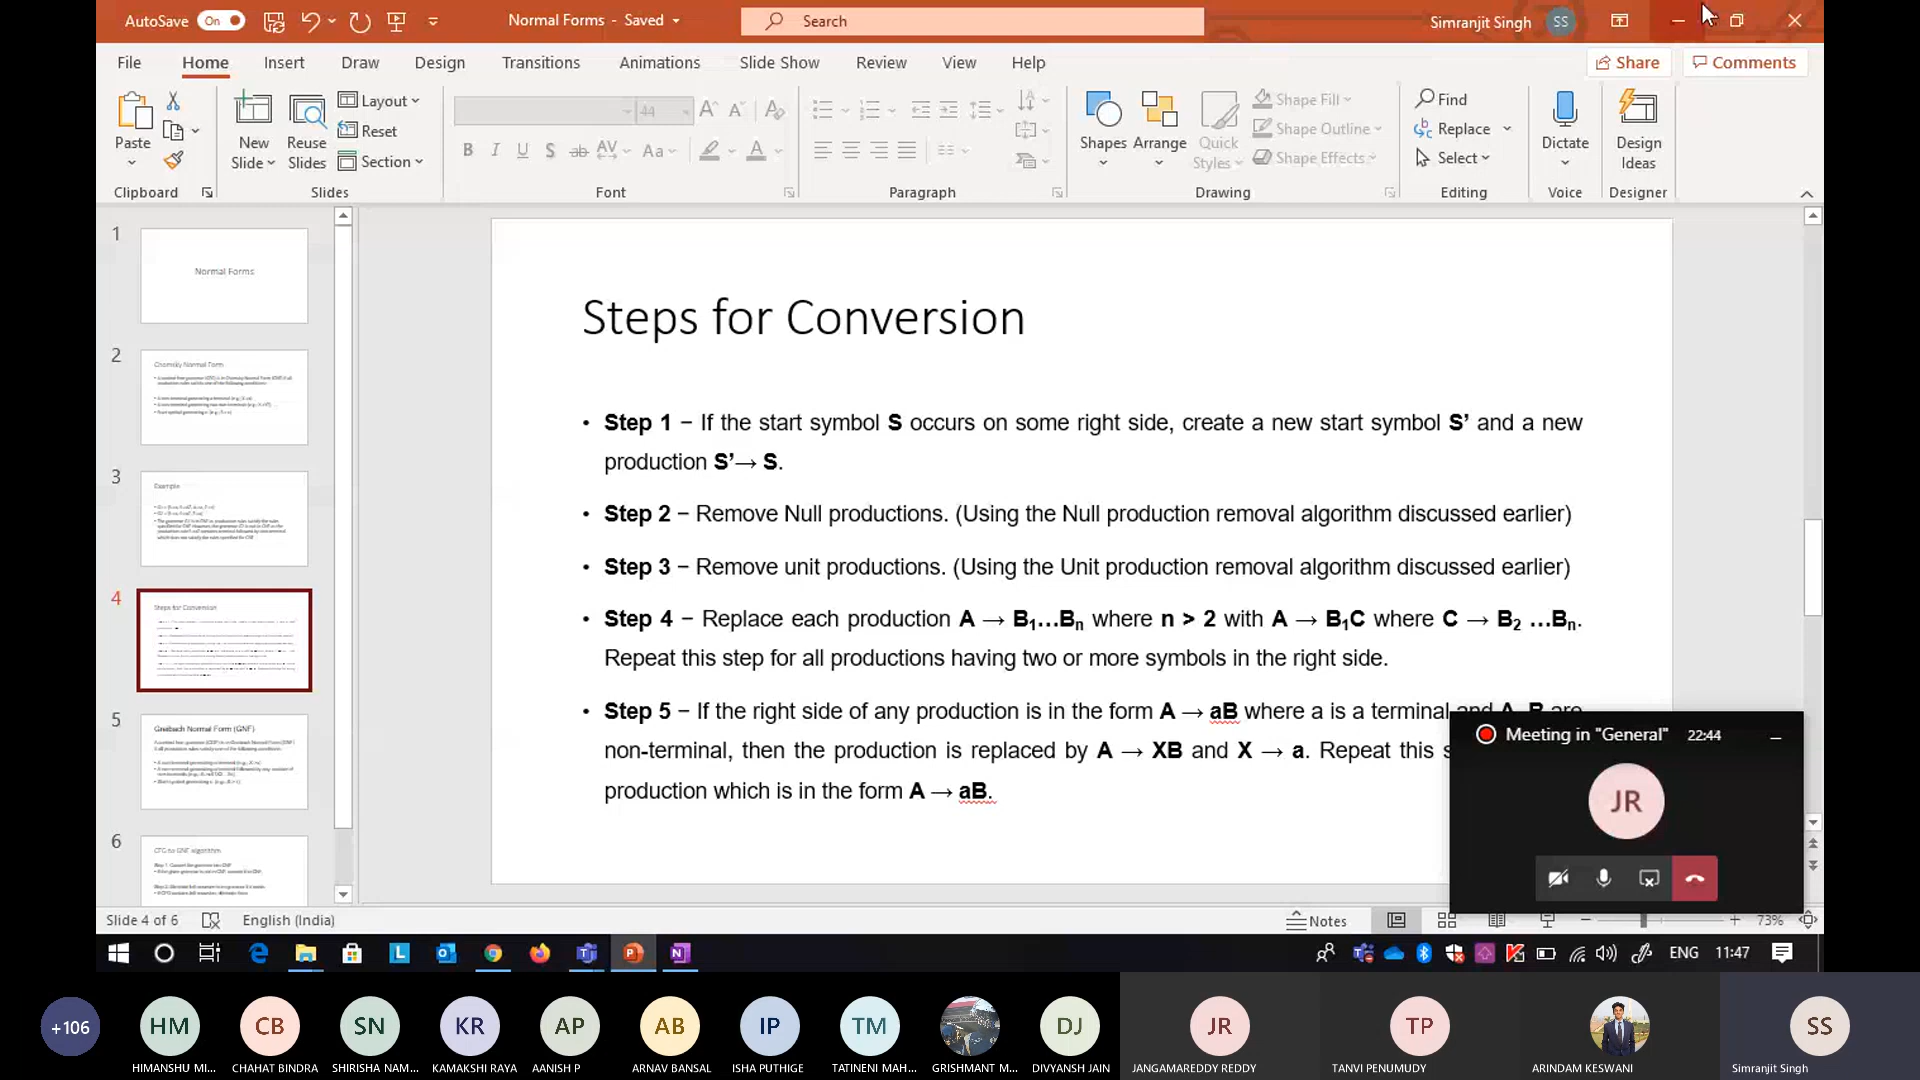 AutoSave On Normal Forms - Saved Search Simranjit Singh SS
File Home Insert Draw Design Transitions Animations Slide Show Review View Help Share Comments
Paste
New Slide
Reuse Slides
Layout
Reset
Section
44
B I U S ab AV Aa A
Shapes
Arrange
Quick Styles
Shape Fill
Shape Outline
Shape Effects
Find
Replace
Select
Dictate
Design Ideas
Clipboard Slides Font Paragraph Drawing Editing Voice Designer
1
Normal Forms
2
Chomsky Normal Form
3
Example
4
Steps for Conversion
5
Greibach Normal Form (GNF)
6
CFG to GNF algorithm
Steps for Conversion
• Step 1 − If the start symbol S occurs on some right side, create a new start symbol S’ and a new
production S’→ S.
• Step 2 − Remove Null productions. (Using the Null production removal algorithm discussed earlier)
• Step 3 − Remove unit productions. (Using the Unit production removal algorithm discussed earlier)
• Step 4 − Replace each production A → B1…Bn where n > 2 with A → B1C where C → B2 …Bn.
Repeat this step for all productions having two or more symbols in the right side.
• Step 5 − If the right side of any production is in the form A → aB where a is a terminal and A, B are
non-terminal, then the production is replaced by A → XB and X → a. Repeat this
production which is in the form A → aB.
Meeting in "General" 22:44
JR
Slide 4 of 6 English (India) Notes 73%
ENG 11:47
+106 HM CB SN KR AP AB IP TM DJ JR TP SS
HIMANSHU MI... CHAHAT BINDRA SHIRISHA NAM... KAMAKSHI RAYA AANISH P ARNAV BANSAL ISHA PUTHIGE TATINENI MAH... GRISHMANT M... DIVYANSH JAIN JANGAMAREDDY REDDY TANVI PENUMUDY ARINDAM KESWANI Simranjit Singh